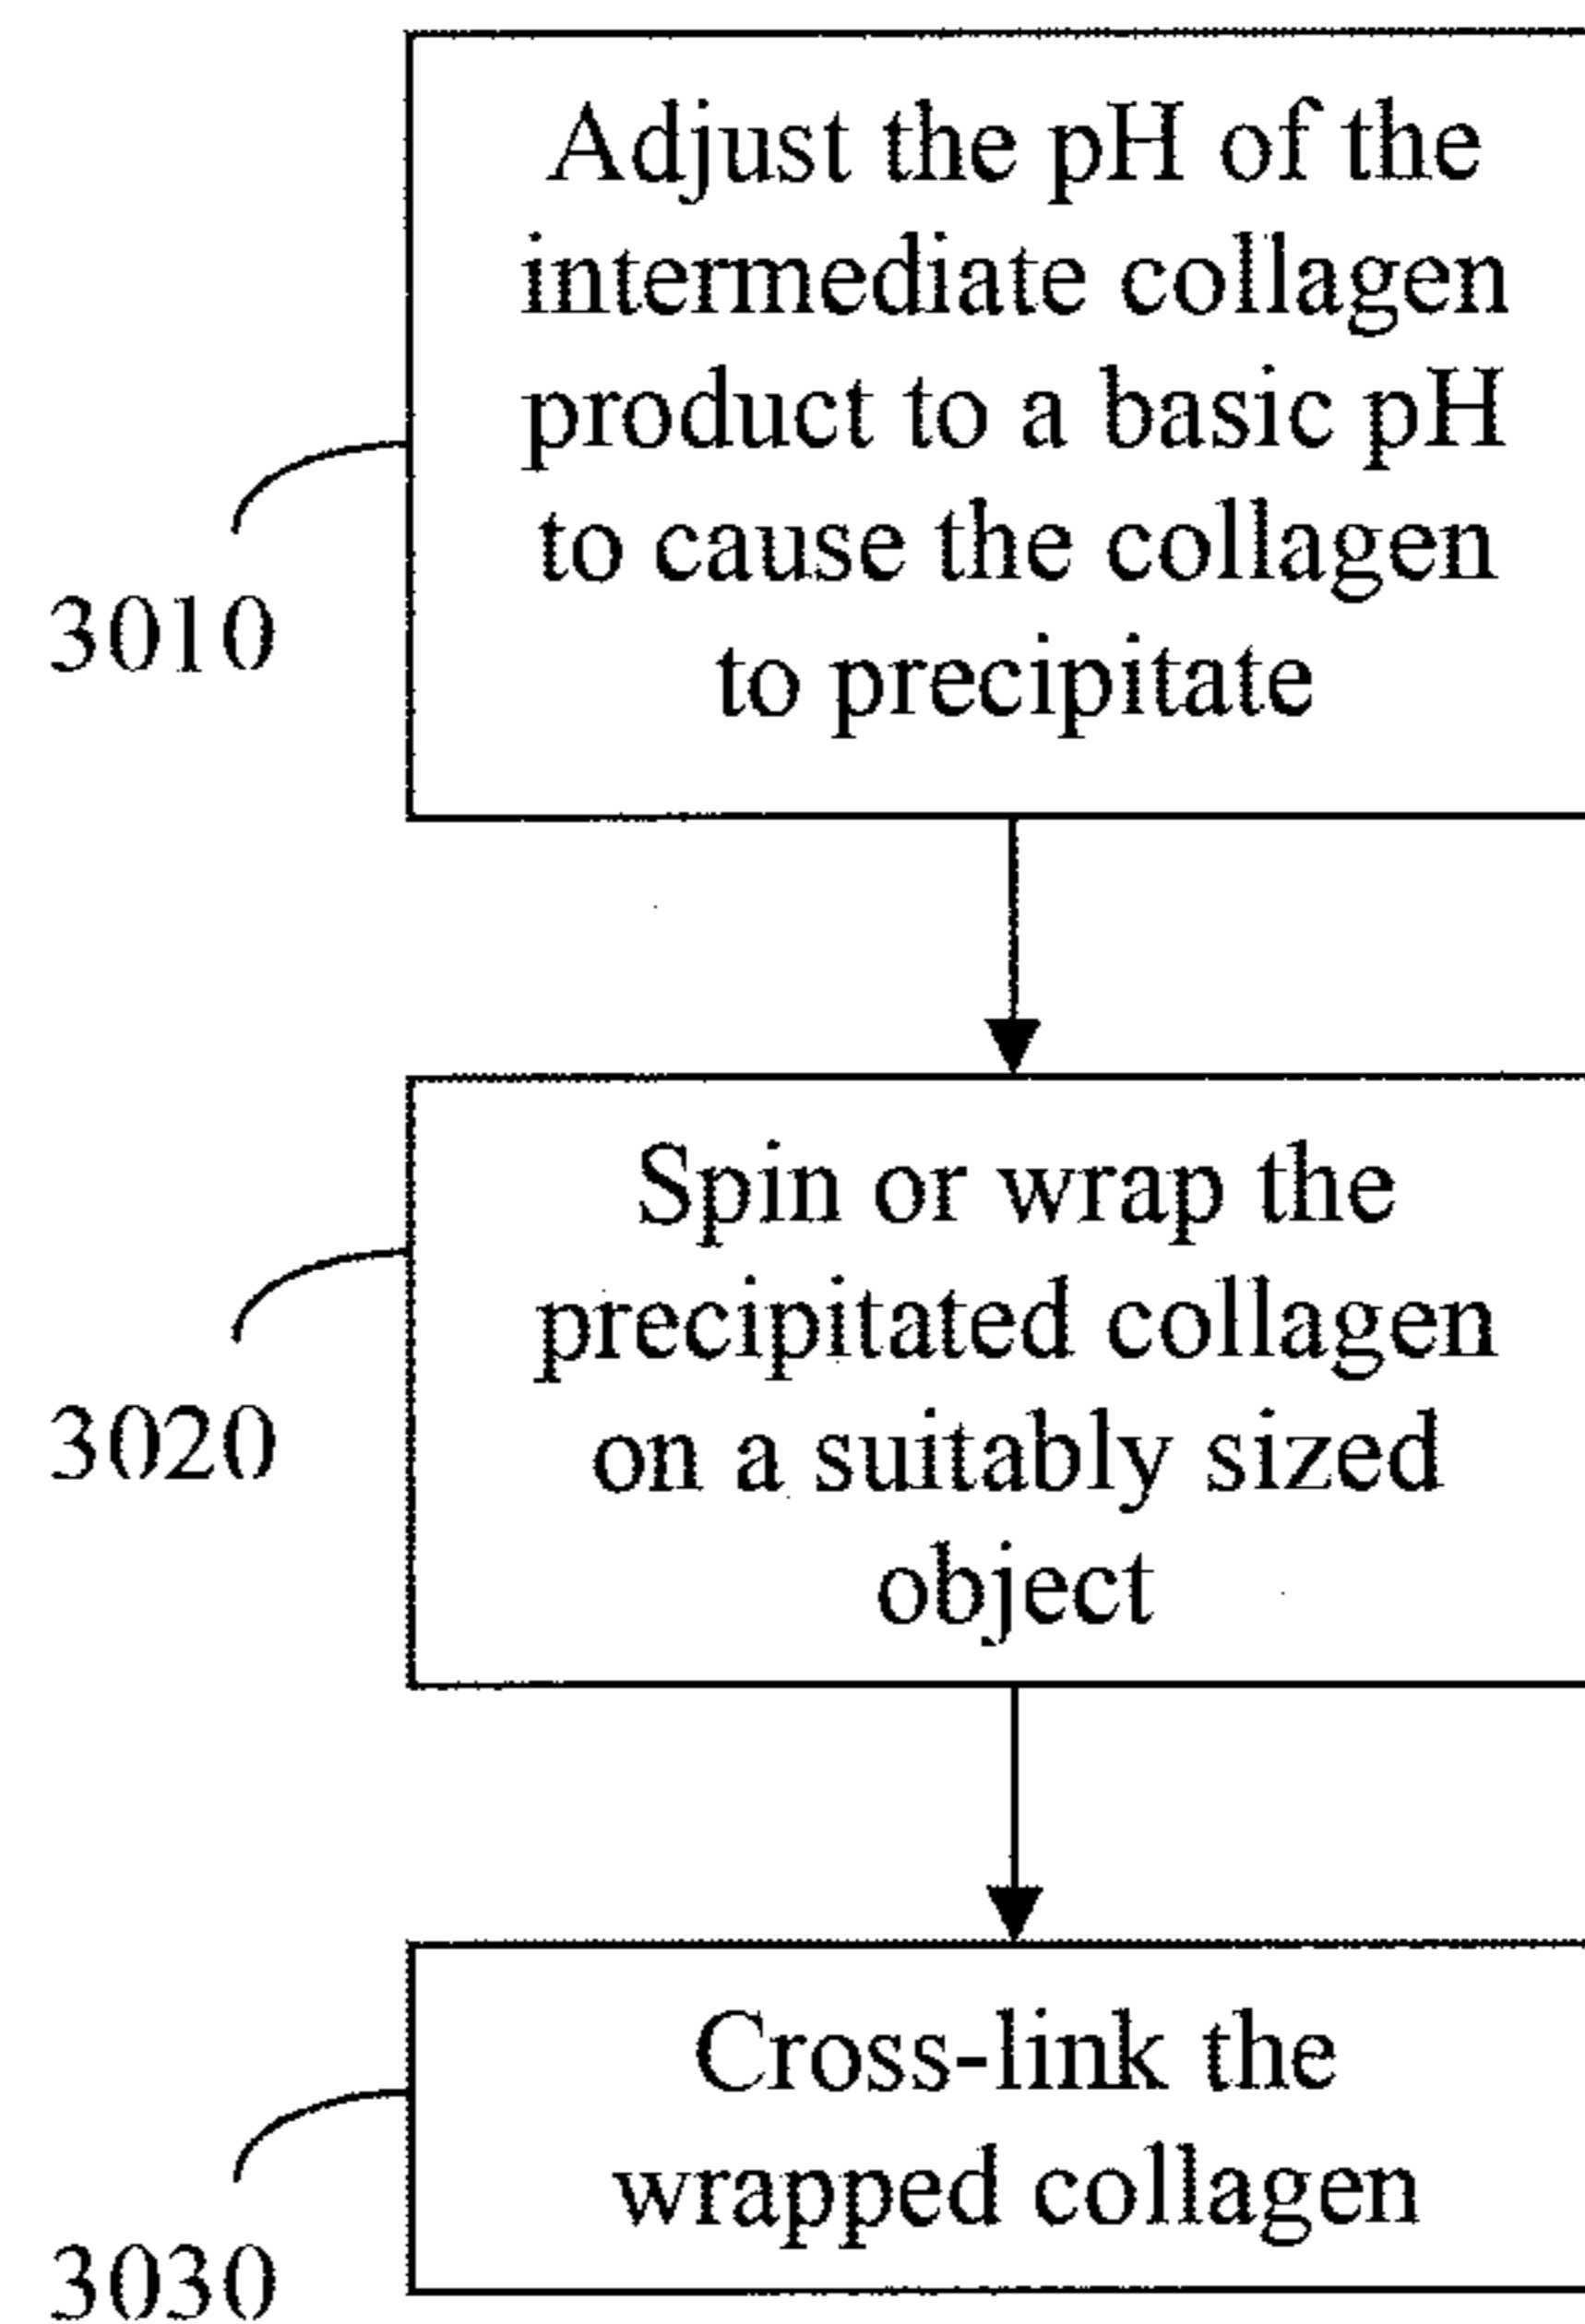 Adjust the pH of the
intermediate collagen
product to a basic pH
to cause the collagen
to precipitate
3010
Spin or wrap the
precipitated collagen
on a suitably sized
object
3020
Cross-link the
wrapped collagen
3030